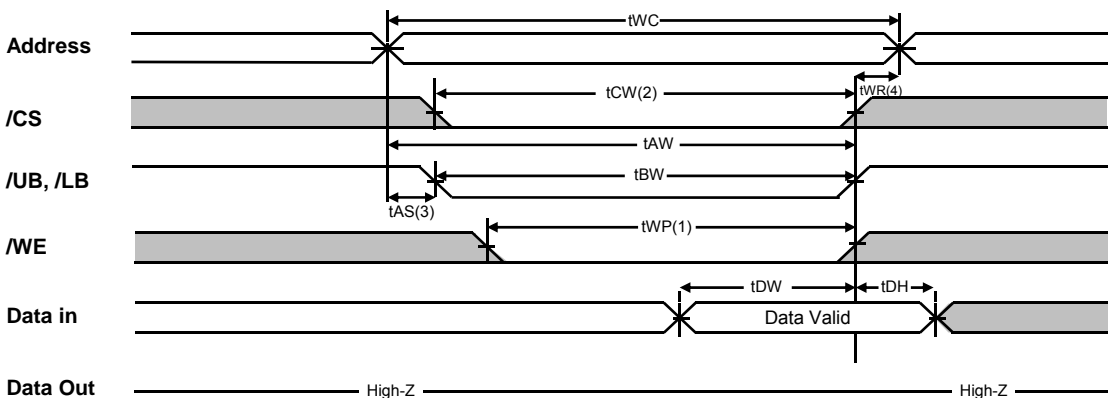 tWC
Address
tCW(2)
tWR(4)
/CS
tAW
/UB, /LB
tBW
tAS(3)
tWP(1)
/WE
tDW
tDH
Data in
Data Valid
Data Out
High-Z
High-Z